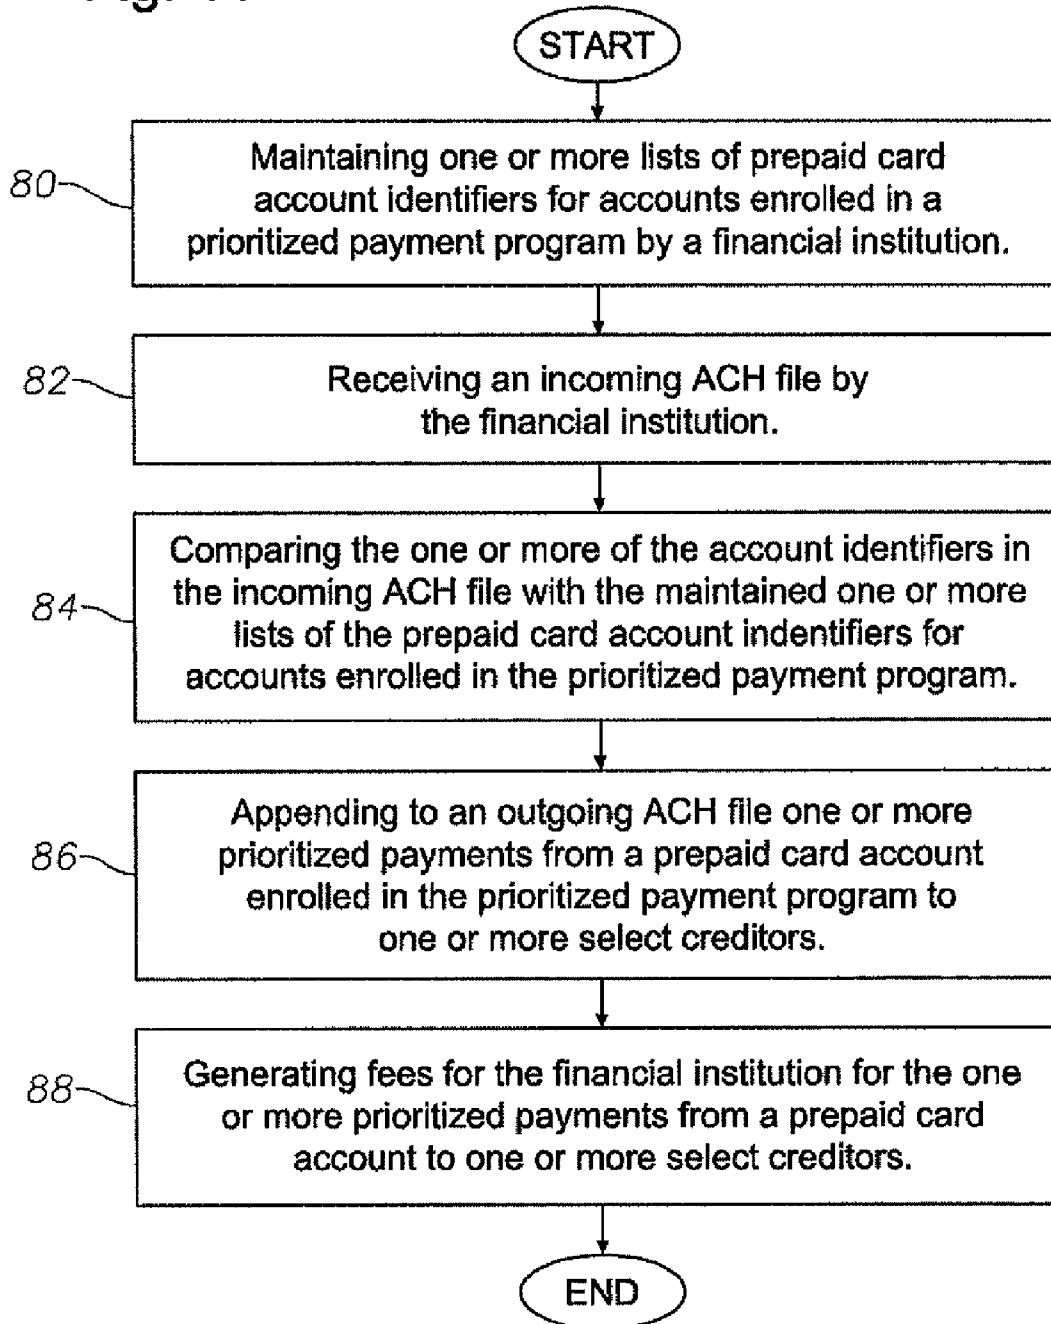 START
80
Maintaining one or more lists of prepaid card
account identifiers for accounts enrolled in a
prioritized payment program by a financial institution.
82
Receiving an incoming ACH file by
the financial institution.
84
Comparing the one or more of the account identifiers in
the incoming ACH file with the maintained one or more
lists of the prepaid card account indentifiers for
accounts enrolled in the prioritized payment program.
86
Appending to an outgoing ACH file one or more
prioritized payments from a prepaid card account
enrolled in the prioritized payment program to
one or more select creditors.
88
Generating fees for the financial institution for the one
or more prioritized payments from a prepaid card
account to one or more select creditors.
END